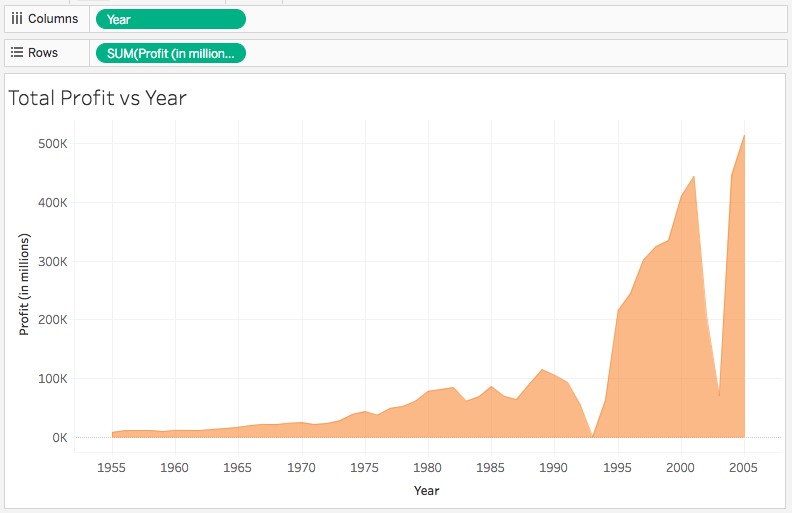 Columns Year
Rows SUM(Profit (in million...
Total Profit vs Year
500K
400K
300K
200K
100K
0K
Profit (in millions)
1955 1960 1965 1970 1975 1980 1985 1990 1995 2000 2005
Year